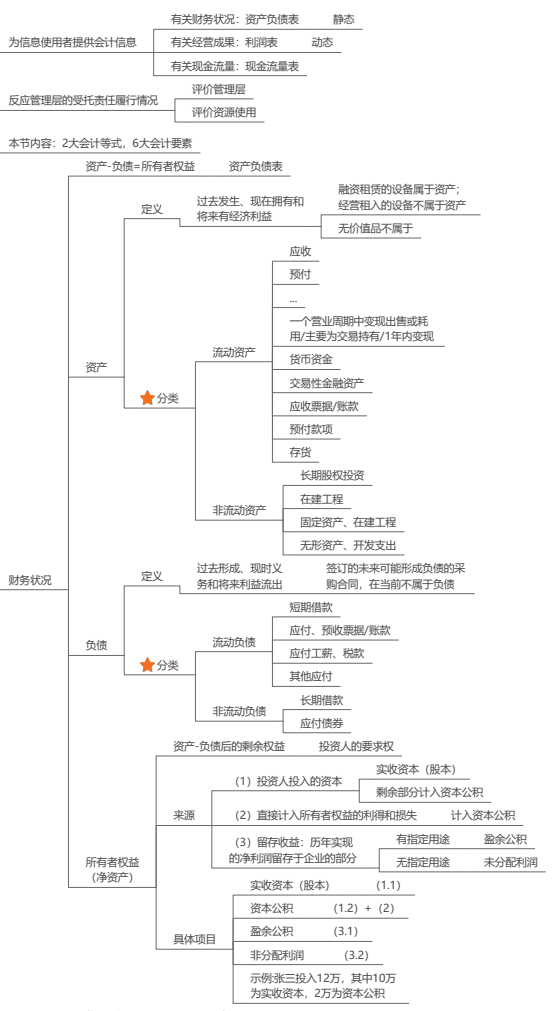 为信息使用者提供会计信息
有关财务状况：资产负债表 静态
有关经营成果：利润表 动态
有关现金流量：现金流量表
反应管理层的受托责任履行情况
评价管理层
评价资源使用
本节内容：2大会计等式，6大会计要素
财务状况
资产-负债=所有者权益 资产负债表
资产
定义
过去发生、现在拥有和
将来有经济利益
融资租赁的设备属于资产；
经营租入的设备不属于资产
无价值品不属于
分类
流动资产
应收
预付
...
一个营业周期中变现出售或耗
用/主要为交易持有/1年内变现
货币资金
交易性金融资产
应收票据/账款
预付款项
存货
非流动资产
长期股权投资
在建工程
固定资产、在建工程
无形资产、开发支出
负债
定义
过去形成、现时义
务和将来利益流出
签订的未来可能形成负债的采
购合同，在当前不属于负债
分类
流动负债
短期借款
应付、预收票据/账款
应付工薪、税款
其他应付
非流动负债
长期借款
应付债券
所有者权益
（净资产）
资产-负债后的剩余权益 投资人的要求权
来源
（1）投资人投入的资本
实收资本（股本）
剩余部分计入资本公积
（2）直接计入所有者权益的利得和损失 计入资本公积
（3）留存收益：历年实现
的净利润留存于企业的部分
有指定用途 盈余公积
无指定用途 未分配利润
具体项目
实收资本（股本） （1.1）
资本公积 （1.2）+（2）
盈余公积 （3.1）
非分配利润 （3.2）
示例:张三投入12万，其中10万
为实收资本，2万为资本公积